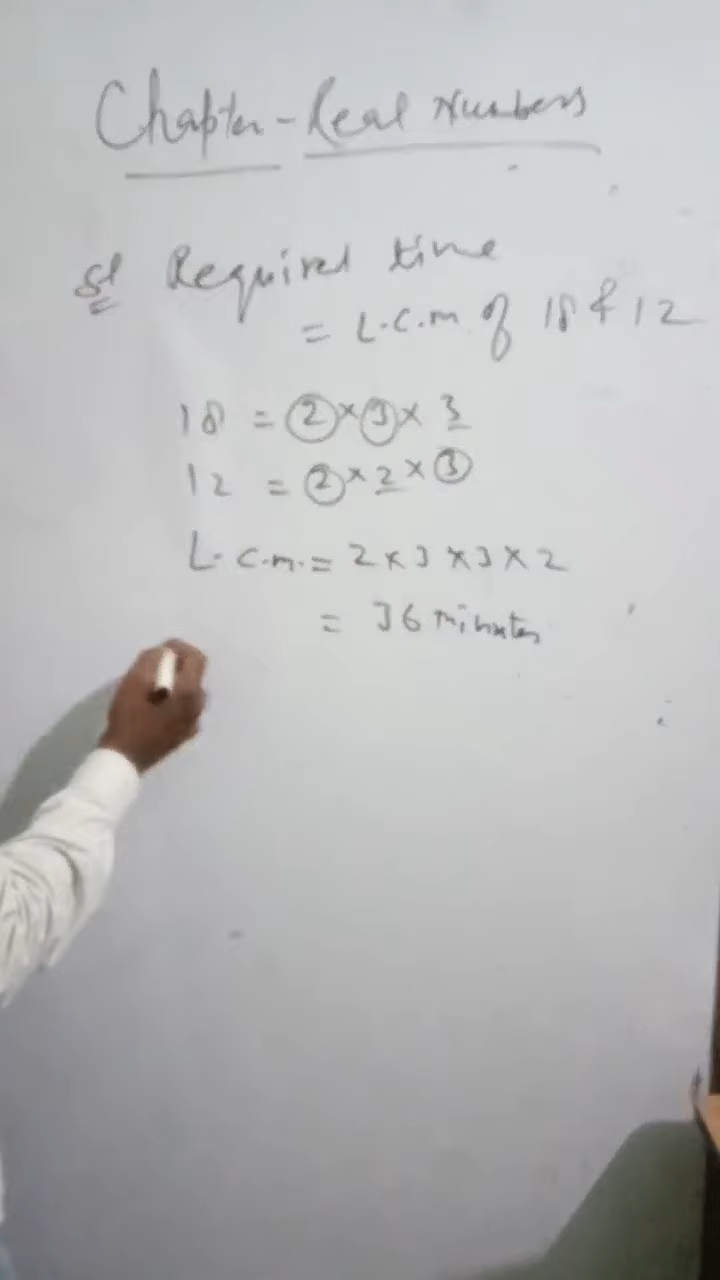 Chapter-Real Numbers
Sol Required time
= L.C.M of 18 & 12
18 = 2 × 3 × 3
12 = 2 × 2 × 3
L.C.M. = 2 × 3 × 3 × 2
= 36 minutes